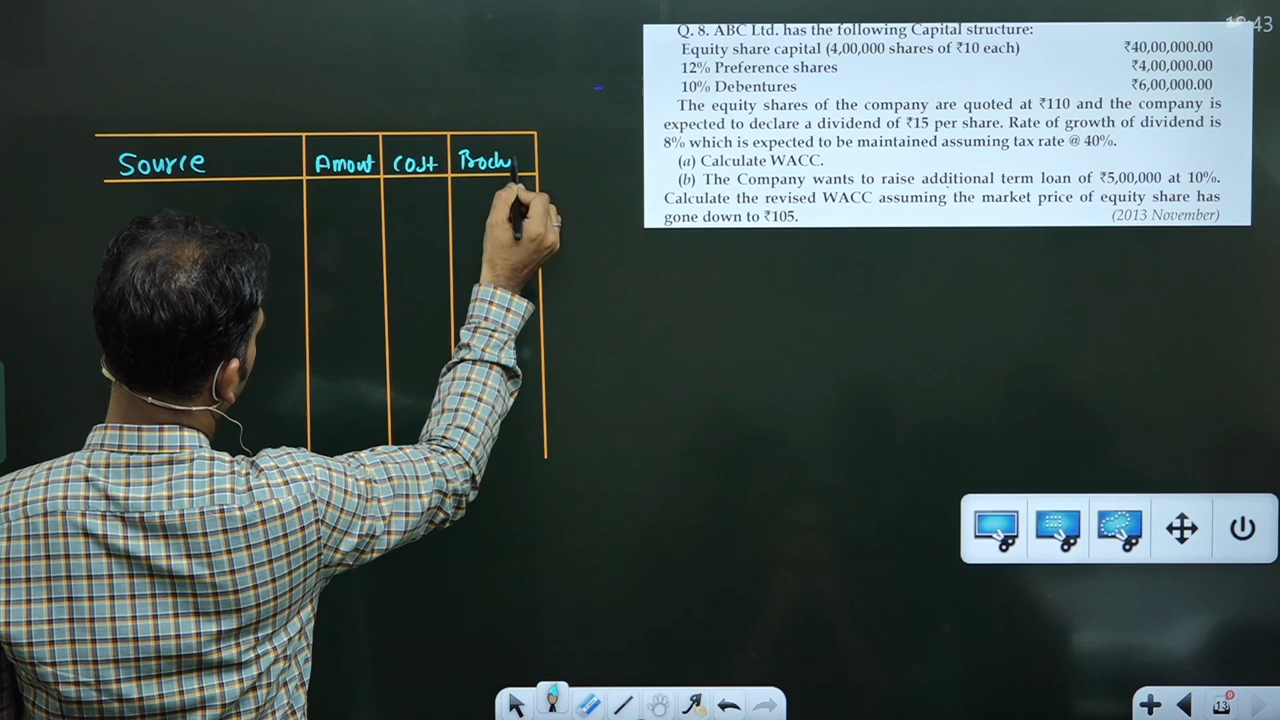 Q. 8. ABC Ltd. has the following Capital structure:
Equity share capital (4,00,000 shares of ₹10 each) ₹40,00,000.00
12% Preference shares ₹4,00,000.00
10% Debentures ₹6,00,000.00
The equity shares of the company are quoted at ₹110 and the company is
expected to declare a dividend of ₹15 per share. Rate of growth of dividend is
8% which is expected to be maintained assuming tax rate @ 40%.
(a) Calculate WACC.
(b) The Company wants to raise additional term loan of ₹5,00,000 at 10%.
Calculate the revised WACC assuming the market price of equity share has
gone down to ₹105. (2013 November)
Source Amout Cost
13